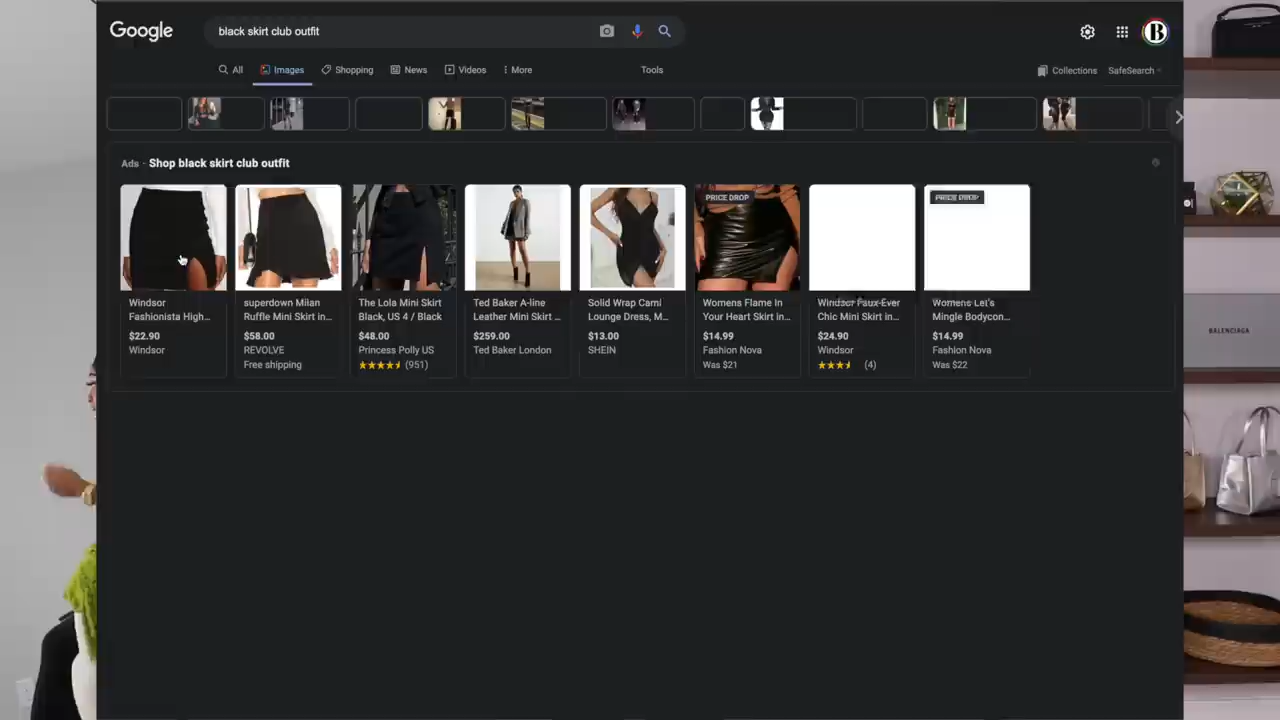 Google
black skirt club outfit
B
All
Images
Shopping
News
Videos
More
Tools
Collections
SafeSearch
Ads · Shop black skirt club outfit
PRICE DROP
PRICE DROP
Windsor
Fashionista High...
$22.90
Windsor
superdown Milan
Ruffle Mini Skirt in...
$58.00
REVOLVE
Free shipping
The Lola Mini Skirt
Black, US 4 / Black
$48.00
Princess Polly US
(951)
Ted Baker A-line
Leather Mini Skirt ...
$259.00
Ted Baker London
Solid Wrap Cami
Lounge Dress, M...
$13.00
SHEIN
Womens Flame In
Your Heart Skirt in...
$14.99
Fashion Nova
Was $21
Windsor Faux-Ever
Chic Mini Skirt in...
$24.90
Windsor
(4)
Womens Let's
Mingle Bodycon...
$14.99
Fashion Nova
Was $22
BALENCIAGA